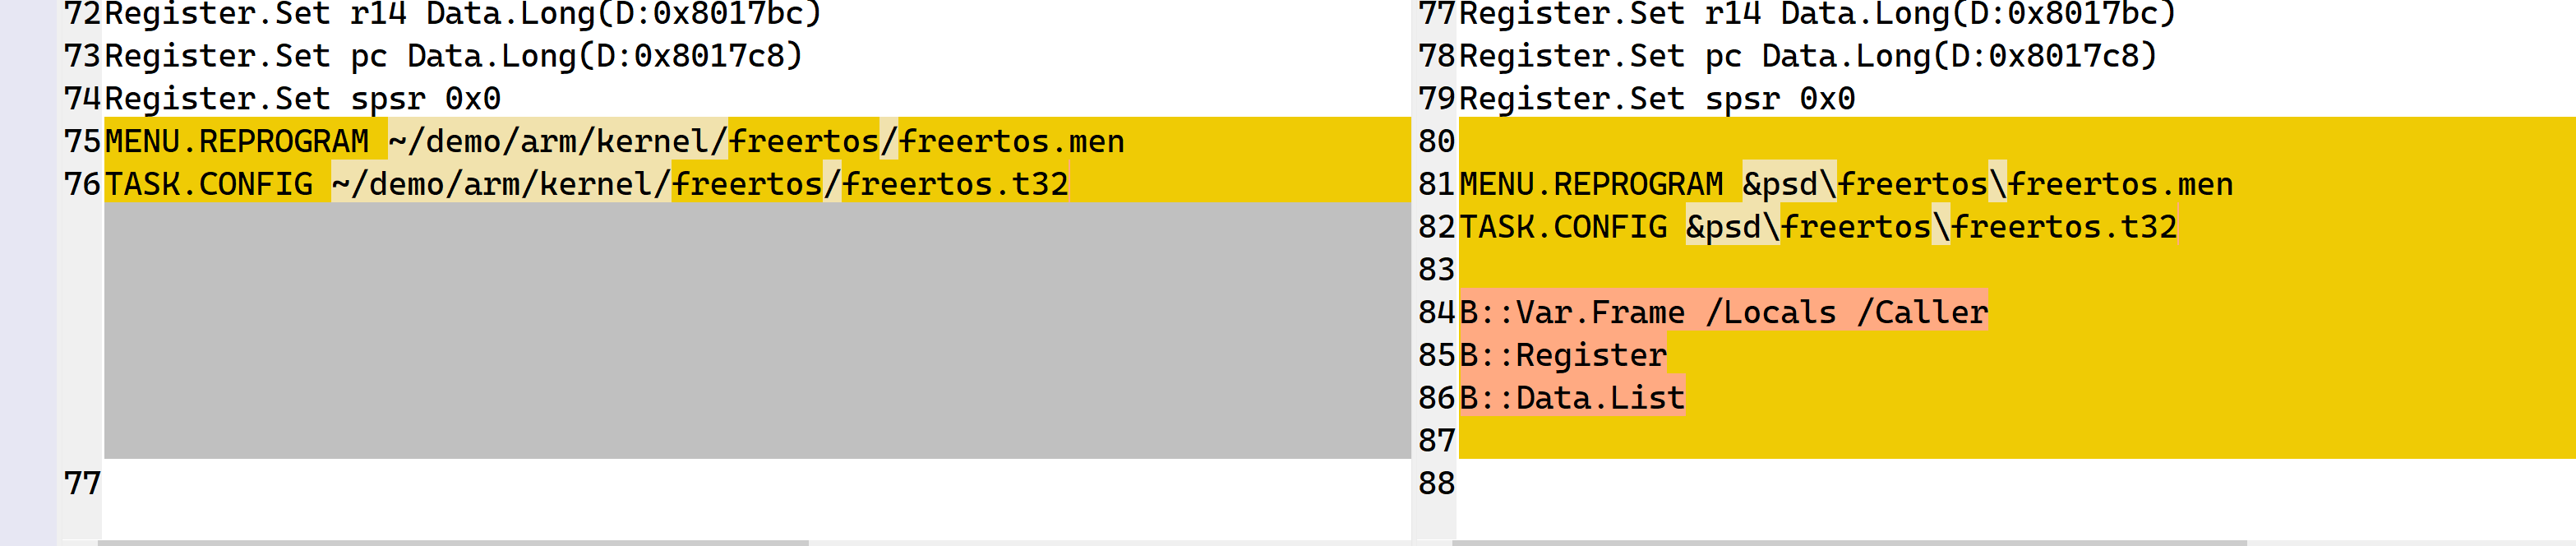 72Register.Set r14 Data.Long(D:0x8017bc)
73Register.Set pc Data.Long(D:0x8017c8)
74Register.Set spsr 0x0
75MENU.REPROGRAM ~/demo/arm/kernel/freertos/freertos.men
76TASK.CONFIG ~/demo/arm/kernel/freertos/freertos.t32
77
77Register.Set r14 Data.Long(D:0x8017bc)
78Register.Set pc Data.Long(D:0x8017c8)
79Register.Set spsr 0x0
80
81MENU.REPROGRAM &psd\freertos\freertos.men
82TASK.CONFIG &psd\freertos\freertos.t32
83
84B::Var.Frame /Locals /Caller
85B::Register
86B::Data.List
87
88